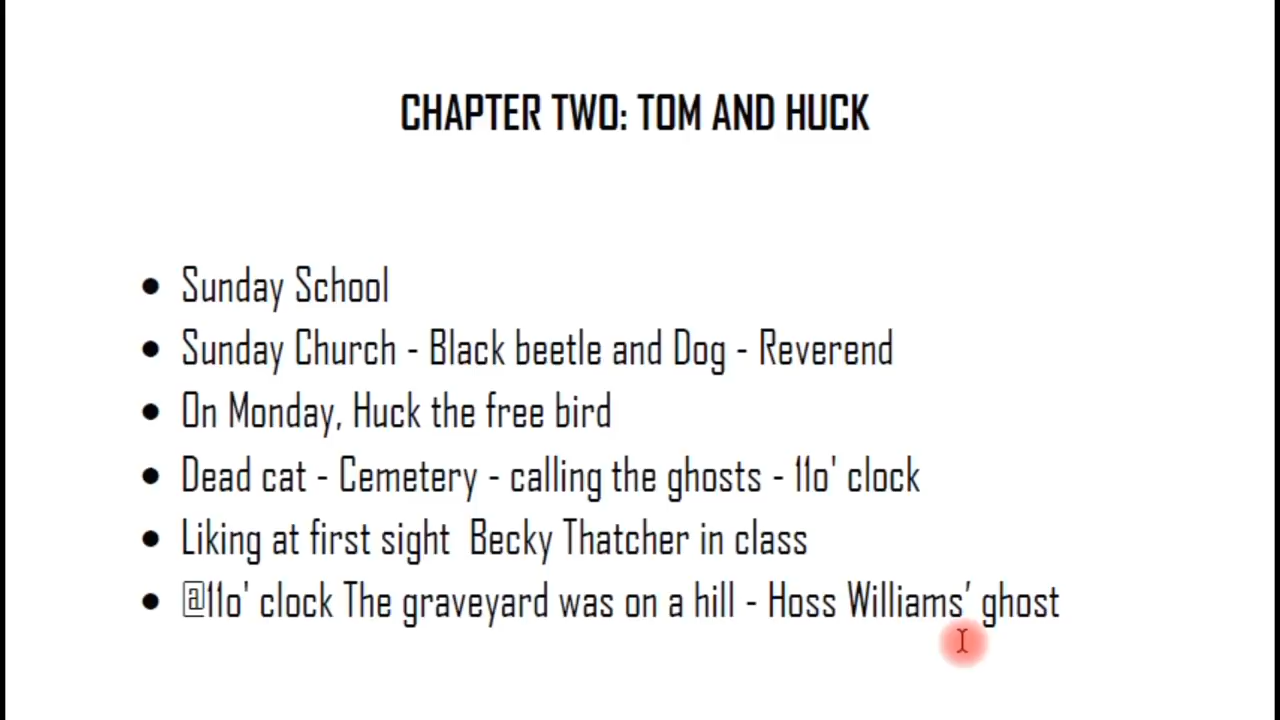 CHAPTER TWO: TOM AND HUCK
• Sunday School
• Sunday Church - Black beetle and Dog - Reverend
• On Monday, Huck the free bird
• Dead cat - Cemetery - calling the ghosts - 11o' clock
• Liking at first sight  Becky Thatcher in class
• @11o' clock The graveyard was on a hill - Hoss Williams’ ghost